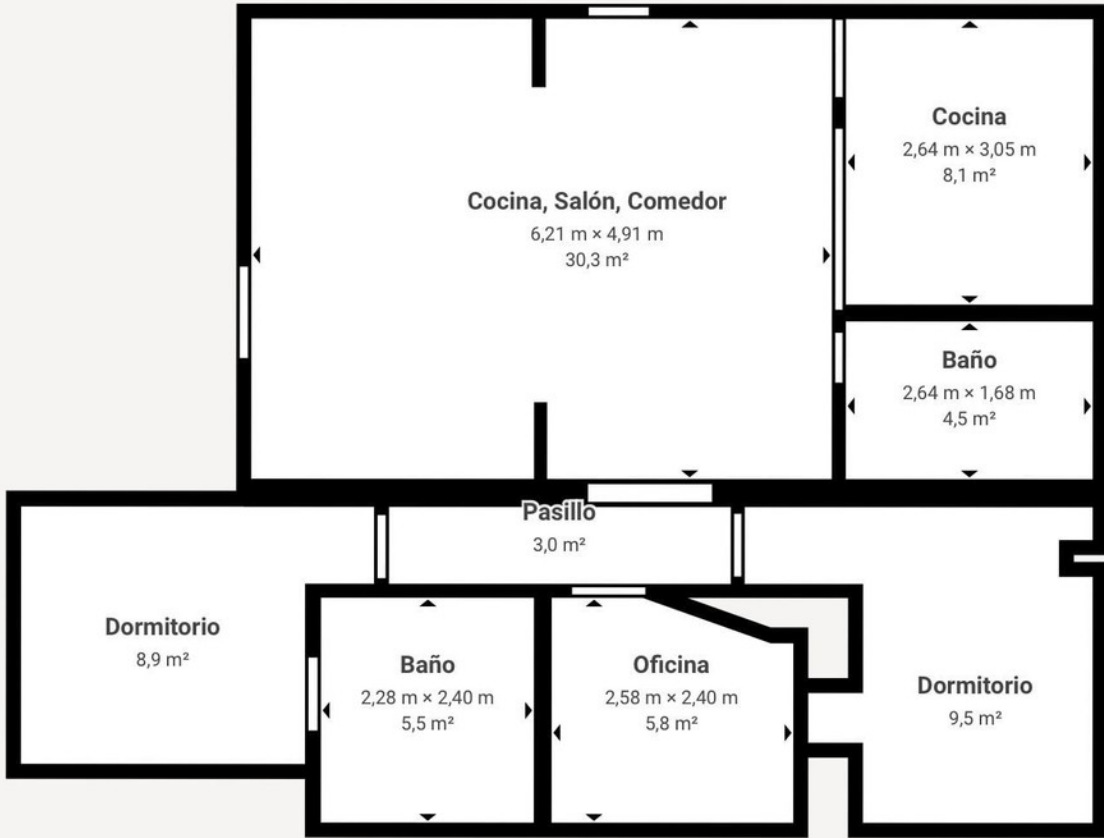 Cocina
2,64 m × 3,05 m
8,1 m²
Cocina, Salón, Comedor
6,21 m × 4,91 m
30,3 m²
Baño
2,64 m × 1,68 m
4,5 m²
Pasillo
3,0 m²
Dormitorio
8,9 m²
Baño
2,28 m × 2,40 m
5,5 m²
Oficina
2,58 m × 2,40 m
5,8 m²
Dormitorio
9,5 m²